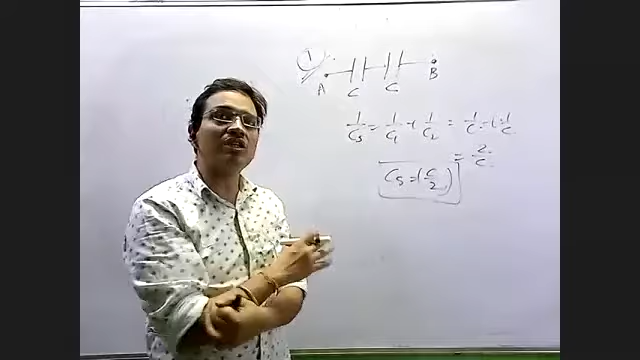 1
A C C B
1/Cs = 1/C1 + 1/C2 = 1/C + 1/C
= 2/C
Cs = (C/2)